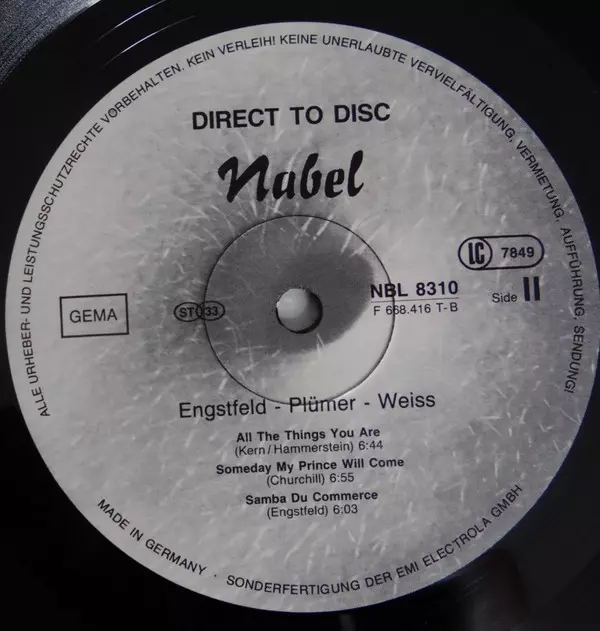 ALLE URHEBER- UND LEISTUNGSSCHUTZRECHTE VORBEHALTEN. KEIN VERLEIH! KEINE UNERLAUBTE VERVIELFÄLTIGUNG, VERMIETUNG, AUFFÜHRUNG, SENDUNG!
DIRECT TO DISC
Nabel
LC 7849
NBL 8310
Side II
F 668.416 T-B
GEMA
ST 33
Engstfeld - Plümer - Weiss
All The Things You Are
(Kern/Hammerstein) 6:44
Someday My Prince Will Come
(Churchill) 6:55
Samba Du Commerce
(Engstfeld) 6:03
MADE IN GERMANY · SONDERFERTIGUNG DER EMI ELECTROLA GMBH